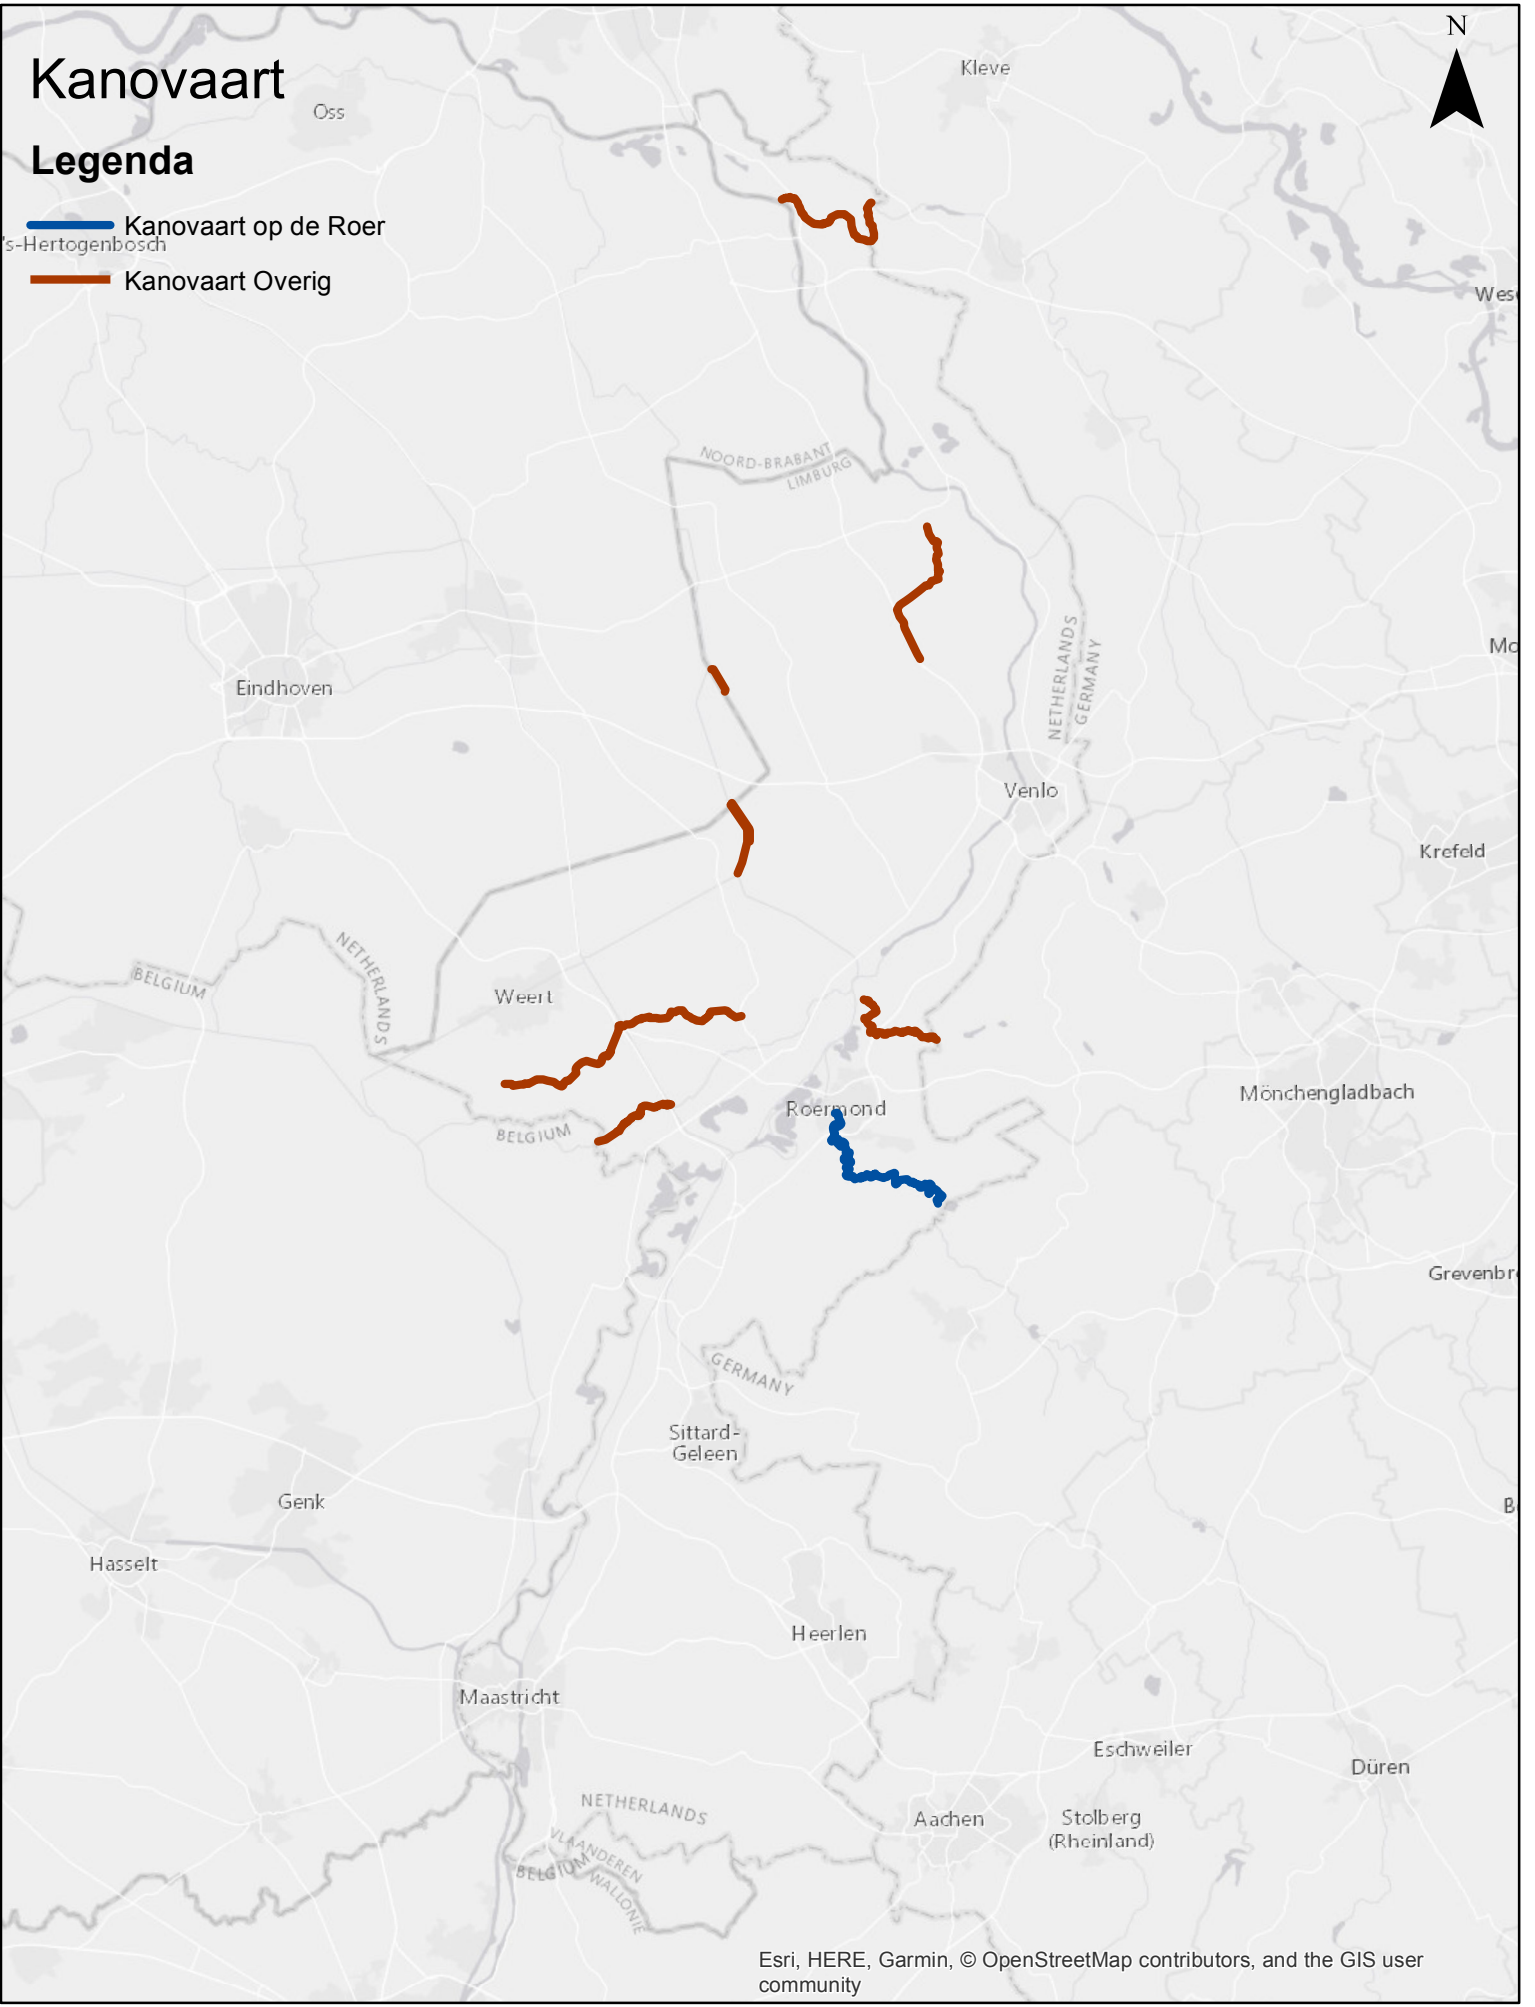 N
Kanovaart
Kleve
Oss
Legenda
Kanovaart op de Roer
's-Hertogenbosch
Kanovaart Overig
NOORD-BRABANT
LIMBURG
NETHERLANDS
GERMANY
Eindhoven
Venlo
Krefeld
NETHERLANDS
BELGIUM
Weert
Mönchengladbach
Roermond
BELGIUM
GERMANY
Sittard-
Geleen
Genk
Hasselt
Heerlen
Maastricht
Eschweiler
Düren
NETHERLANDS
Aachen
Stolberg
(Rheinland)
VLAANDEREN
BELGIUM
WALLONIE
Esri, HERE, Garmin, © OpenStreetMap contributors, and the GIS user
community